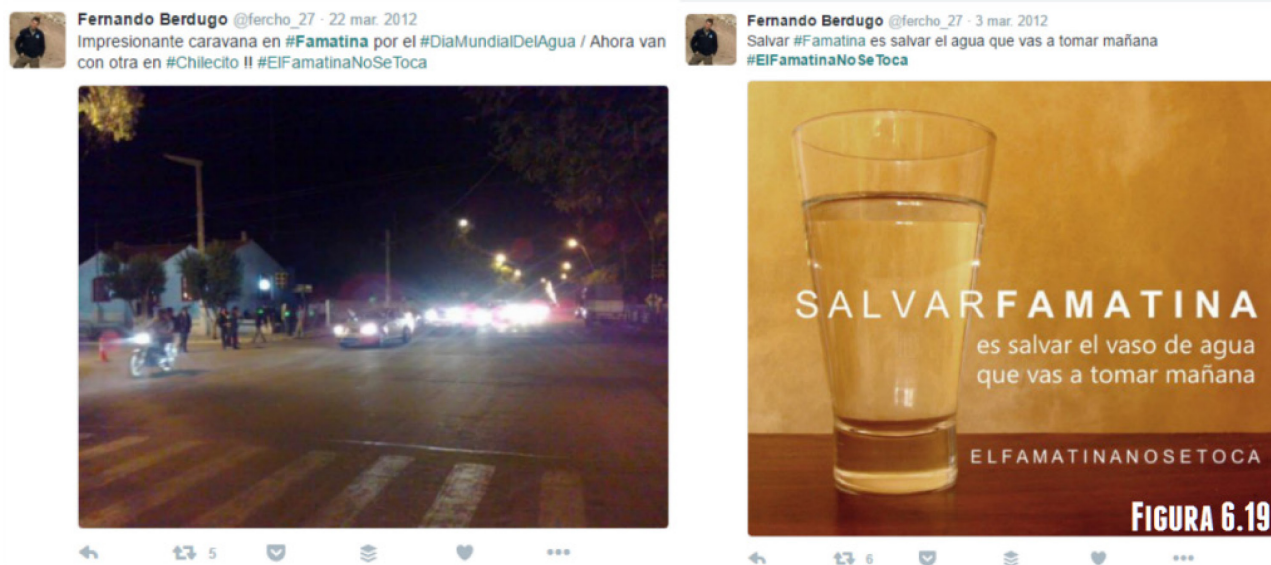 Fernando Berdugo @fercho_27 · 22 mar. 2012
Impresionante caravana en #Famatina por el #DiaMundialDelAgua / Ahora van
con otra en #Chilecito !! #ElFamatinaNoSeToca
5
Fernando Berdugo @fercho_27 · 3 mar. 2012
Salvar #Famatina es salvar el agua que vas a tomar mañana
#ElFamatinaNoSeToca
SALVARFAMATINA
es salvar el vaso de agua
que vas a tomar mañana
ELFAMATINANOSETOCA
FIGURA 6.19
6